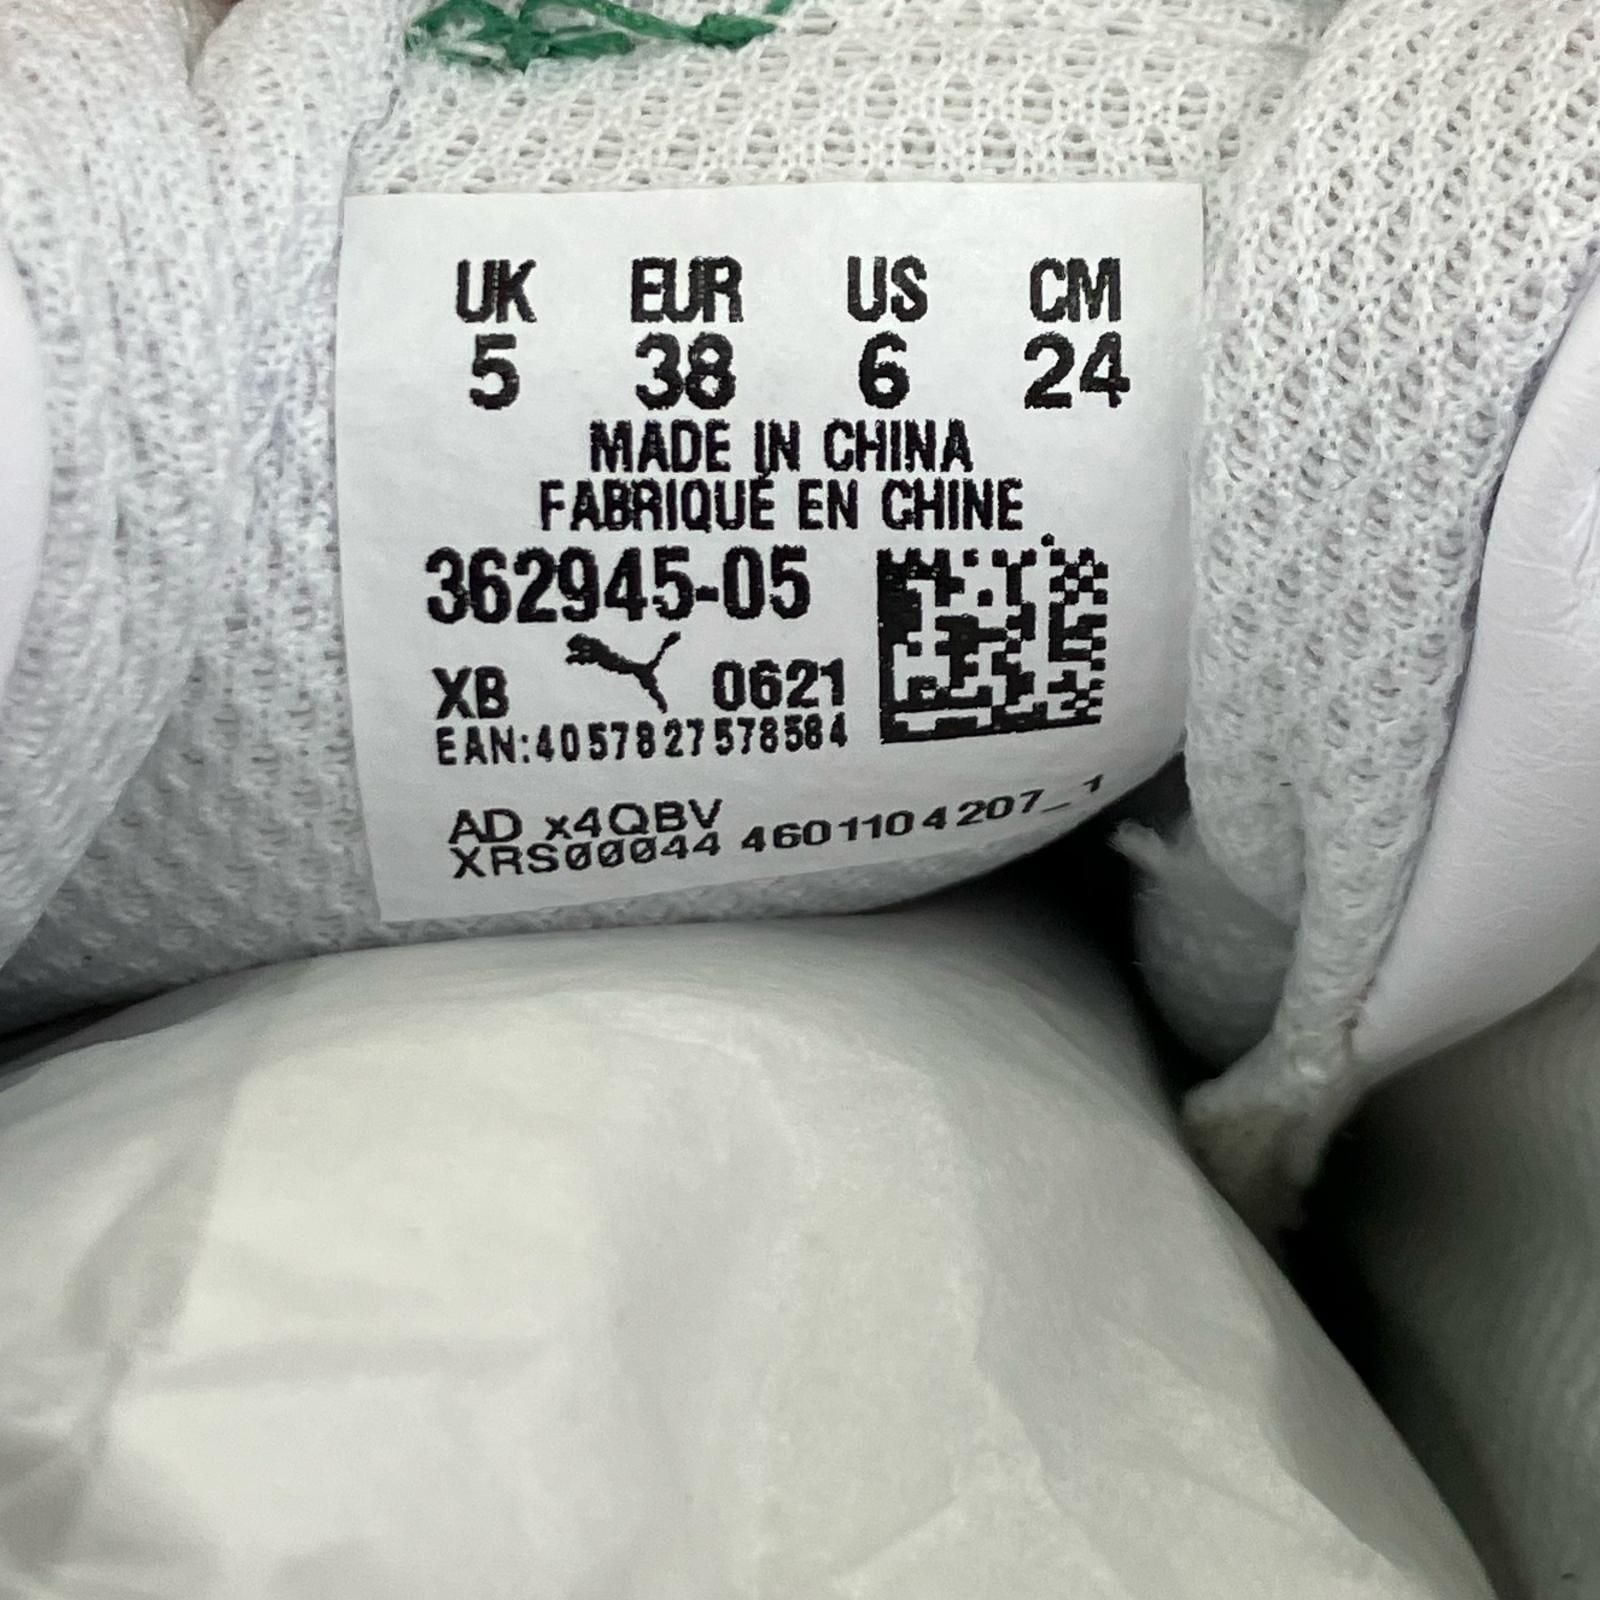 UK EUR US CM
5 38 6 24
MADE IN CHINA
FABRIQUÉ EN CHINE
362945-05
XB 0621
EAN:4057827578584
AD x4QBV
XRS00044 4601104207_1